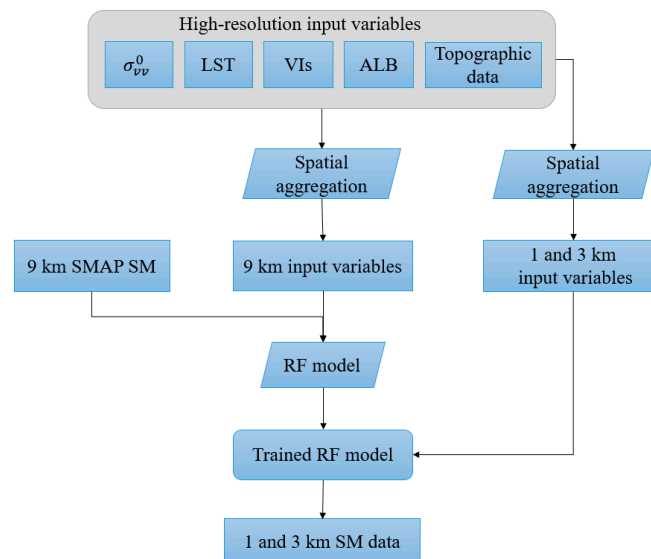 High-resolution input variables
σ⁰vv LST VIs ALB Topographic
data
Spatial
aggregation
Spatial
aggregation
9 km SMAP SM
9 km input variables
1 and 3 km
input variables
RF model
Trained RF model
1 and 3 km SM data